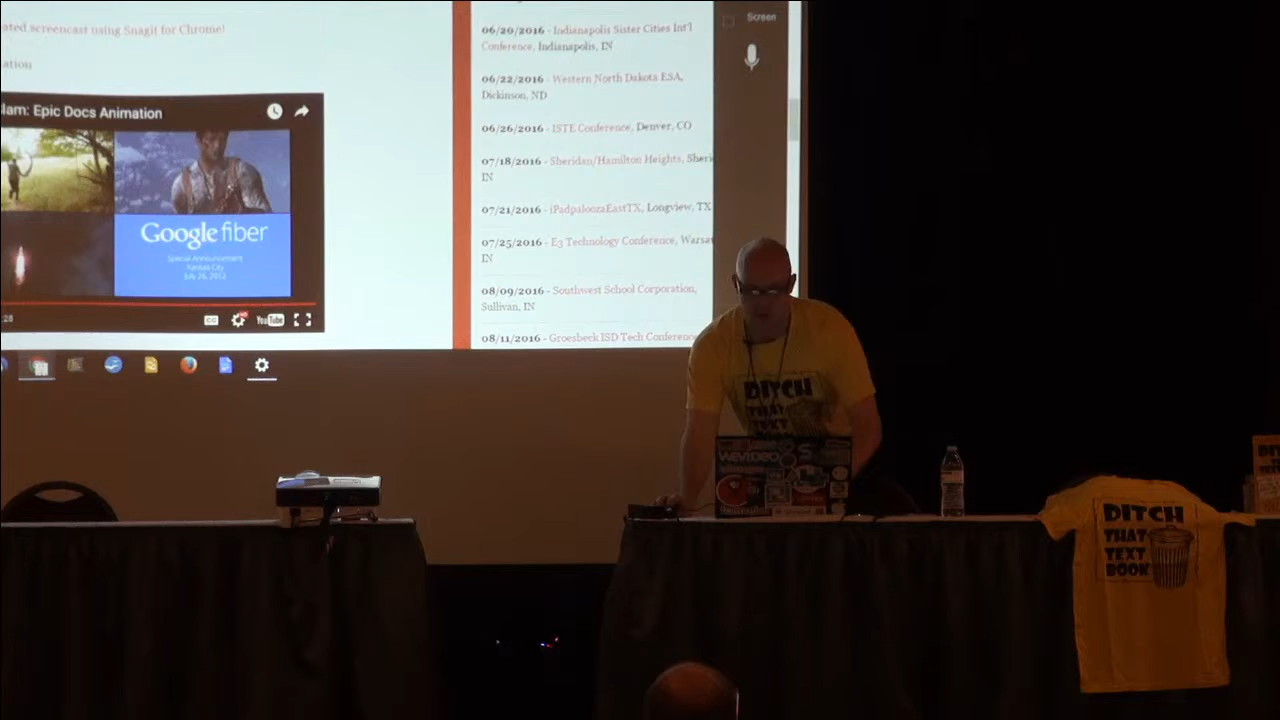 ated screencast using Snagit for Chrome!
ation
lam: Epic Docs Animation
Google fiber
Special Announcement
Kansas City
July 26, 2012
:28
YouTube
06/20/2016 - Indianapolis Sister Cities Int'l
Conference, Indianapolis, IN
06/22/2016 - Western North Dakota ESA,
Dickinson, ND
06/26/2016 - ISTE Conference, Denver, CO
07/18/2016 - Sheridan/Hamilton Heights, Sheri
IN
07/21/2016 - iPadpaloozaEastTX, Longview, TX
07/25/2016 - E3 Technology Conference, Warsa
IN
08/09/2016 - Southwest School Corporation,
Sullivan, IN
08/11/2016 - Groesbeck ISD Tech Conference
Screen
DITCH
THAT
TEXT
WEVIDEO
DITCH
THAT
TEXT
BOOK